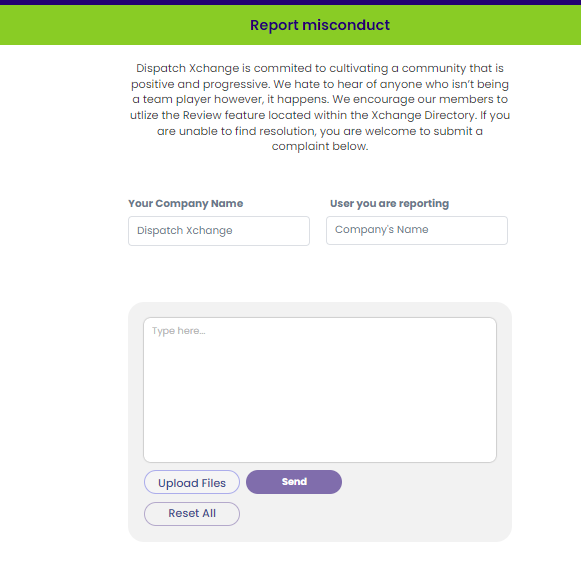 Report misconduct
Dispatch Xchange is commited to cultivating a community that is
positive and progressive. We hate to hear of anyone who isn't being
a team player however, it happens. We encourage our members to
utlize the Review feature located within the Xchange Directory. If you
are unable to find resolution, you are welcome to submit a
complaint below.
Your Company Name
User you are reporting
Dispatch Xchange
Company's Name
Type here...
Upload Files
Send
Reset All